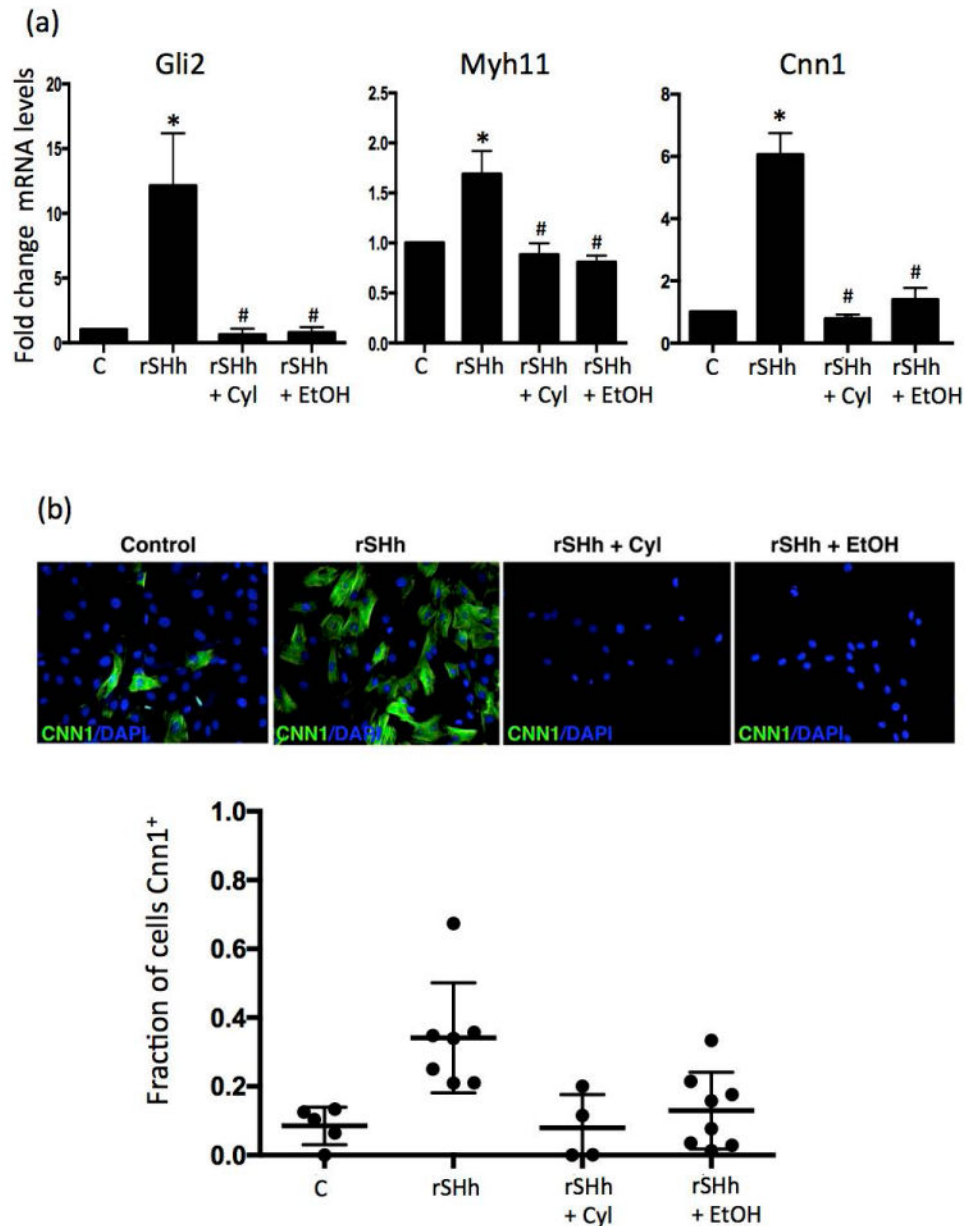 (a)
Gli2
Myh11
Cnn1
Fold change mRNA levels
20
15
10
5
0
*
#
#
C
rSHh
rSHh
+ Cyl
rSHh
+ EtOH
2.5
2.0
1.5
1.0
0.5
0.0
*
#
#
C
rSHh
rSHh
+ Cyl
rSHh
+ EtOH
8
6
4
2
0
*
#
#
C
rSHh
rSHh
+ Cyl
rSHh
+ EtOH
(b)
Control
rSHh
rSHh + Cyl
rSHh + EtOH
CNN1/DAPI
CNN1/DAPI
CNN1/DAPI
CNN1/DAPI
Fraction of cells Cnn1⁺
1.0
0.8
0.6
0.4
0.2
0.0
C
rSHh
rSHh
+ Cyl
rSHh
+ EtOH